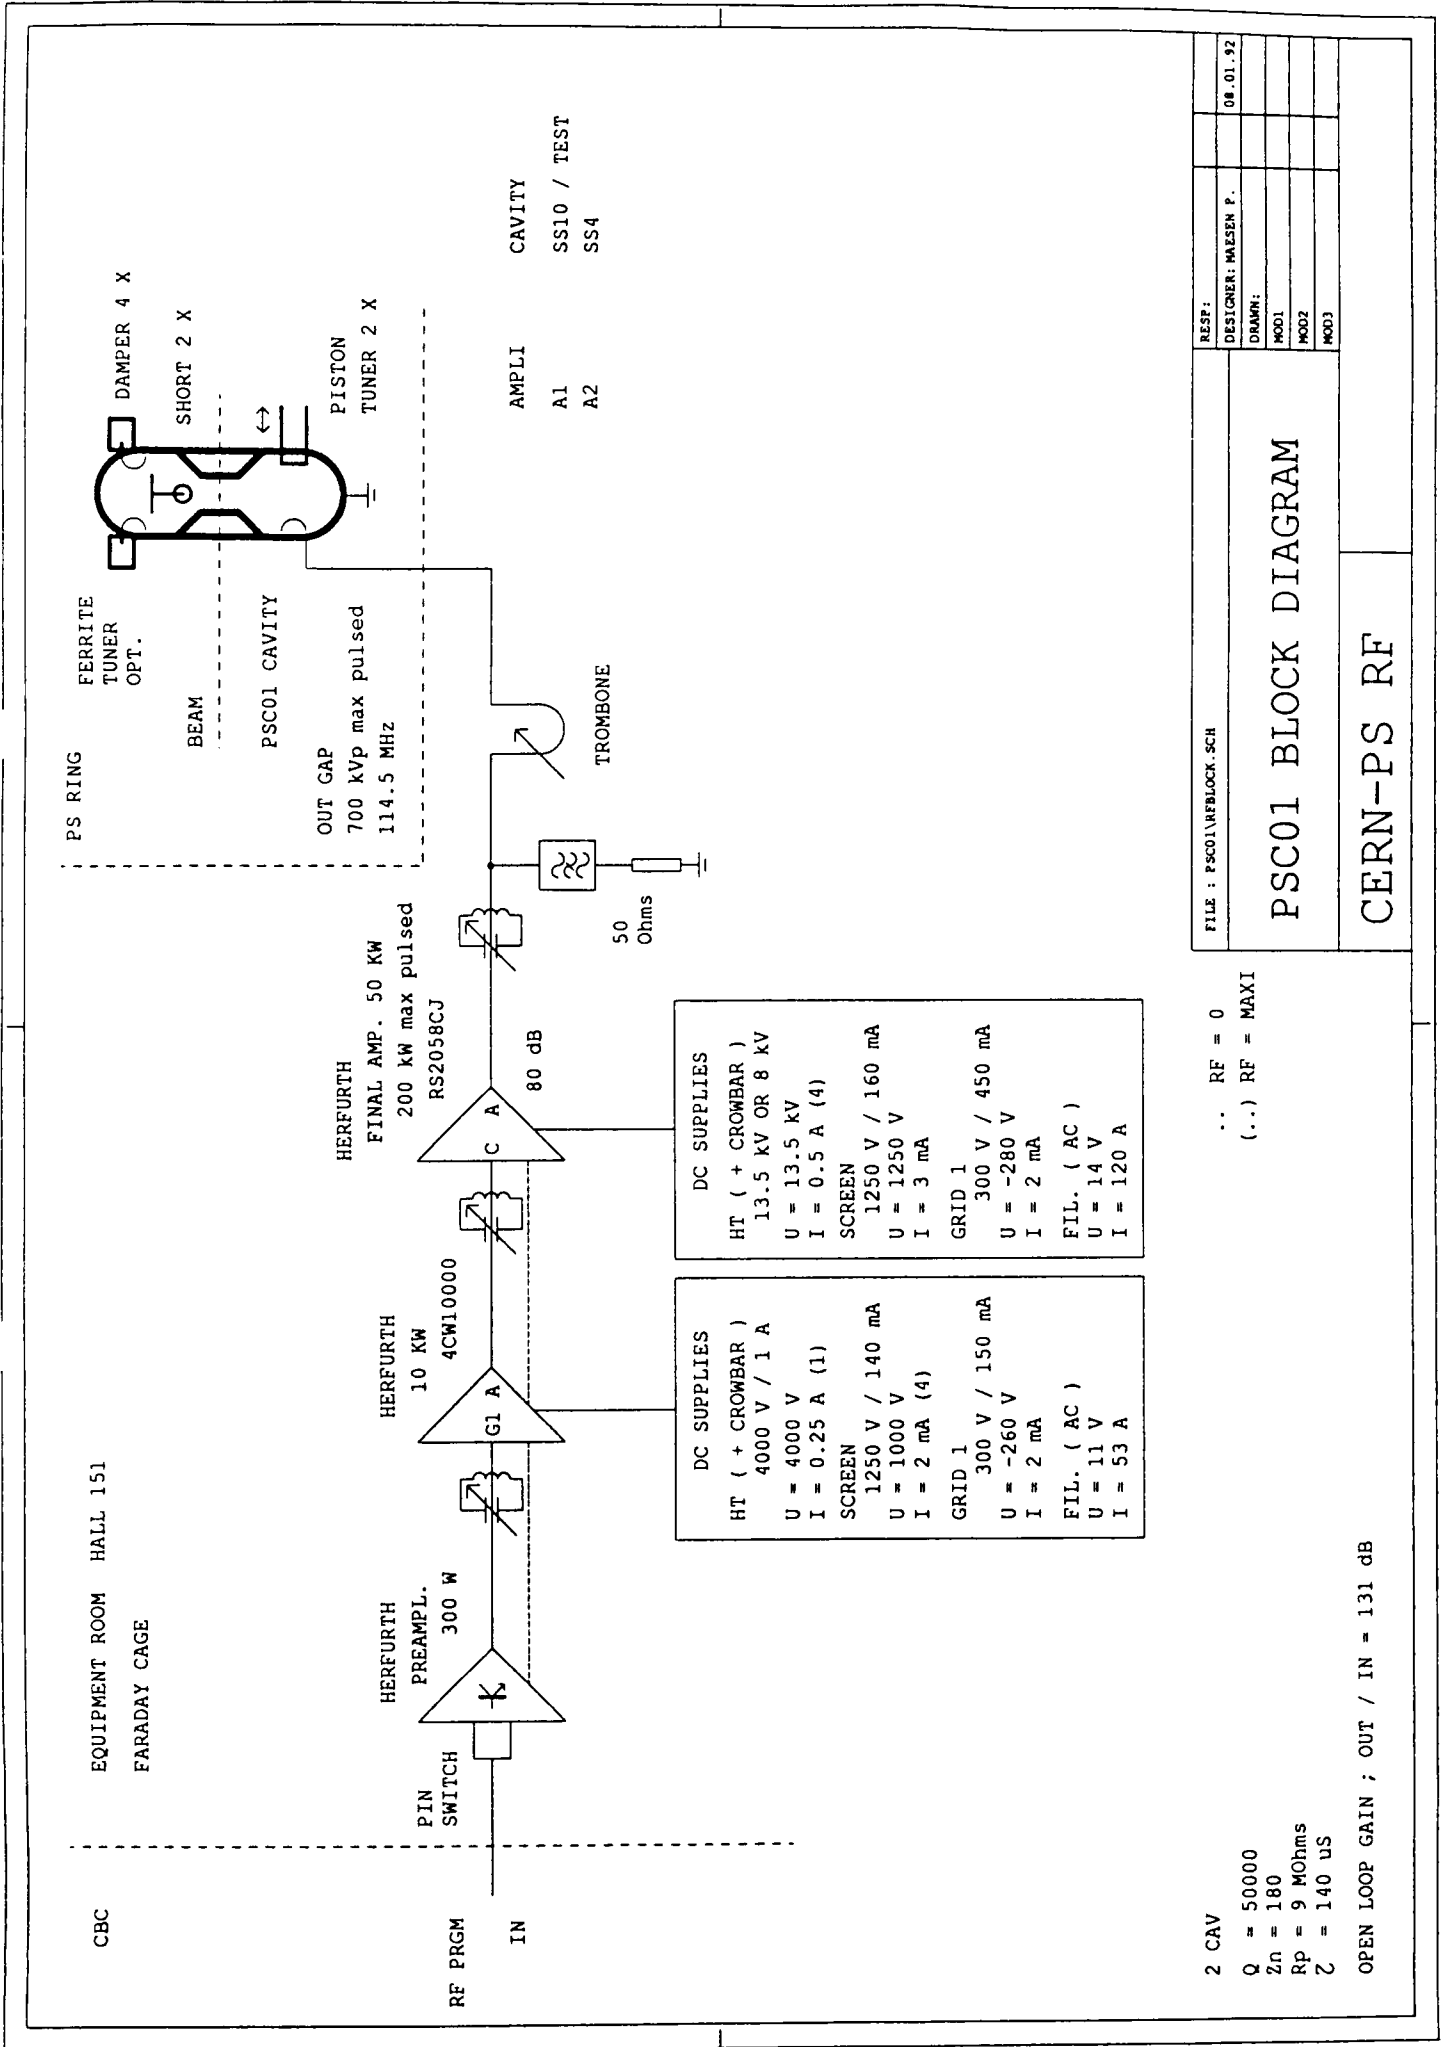 CBC
EQUIPMENT ROOM HALL 151
FARADAY CAGE
PS RING
FERRITE
TUNER
OPT.
DAMPER 4 X
SHORT 2 X
BEAM
PSC01 CAVITY
PISTON
TUNER 2 X
OUT GAP
700 kVp max pulsed
114.5 MHz
RF PRGM
IN
PIN
SWITCH
HERFURTH
PREAMPL.
300 W
HERFURTH
10 KW
4CW10000
G1 A
HERFURTH
FINAL AMP. 50 KW
200 kW max pulsed
RS2058CJ
C A
80 dB
50
Ohms
TROMBONE
AMPLI CAVITY
A1 SS10 / TEST
A2 SS4
DC SUPPLIES
HT ( + CROWBAR )
4000 V / 1 A
U = 4000 V
I = 0.25 A (1)
SCREEN
1250 V / 140 mA
U = 1000 V
I = 2 mA (4)
GRID 1
300 V / 150 mA
U = -260 V
I = 2 mA
FIL. ( AC )
U = 11 V
I = 53 A
DC SUPPLIES
HT ( + CROWBAR )
13.5 kV OR 8 kV
U = 13.5 kV
I = 0.5 A (4)
SCREEN
1250 V / 160 mA
U = 1250 V
I = 3 mA
GRID 1
300 V / 450 mA
U = -280 V
I = 2 mA
FIL. ( AC )
U = 14 V
I = 120 A
2 CAV
Q = 50000
Zn = 180
Rp = 9 MOhms
Ʈ = 140 uS
OPEN LOOP GAIN ; OUT / IN = 131 dB
.. RF = 0
(..) RF = MAXI
FILE : PSC01\RFBLOCK.SCH
PSC01 BLOCK DIAGRAM
CERN-PS RF
RESP:
DESIGNER: MAESEN P. 08.01.92
DRAWN:
MOD1
MOD2
MOD3